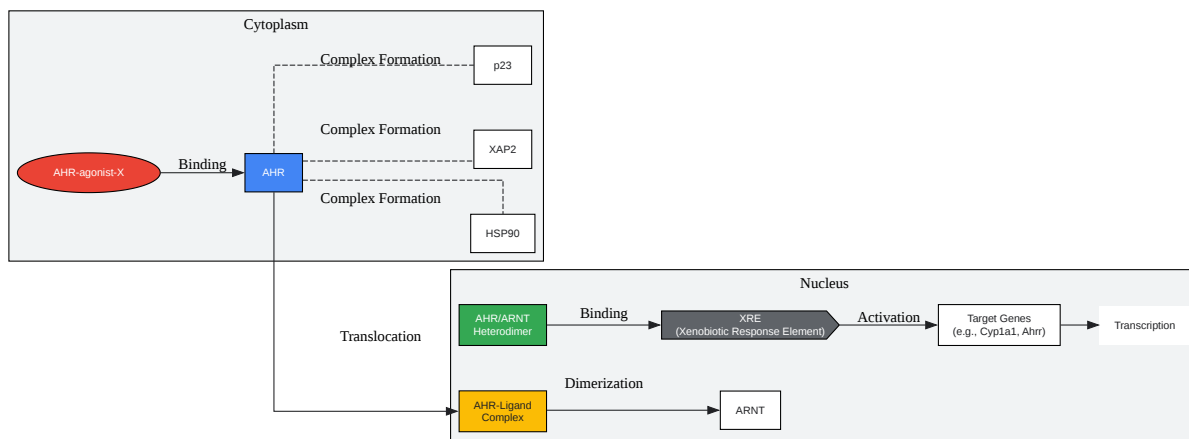 Cytoplasm
Complex Formation
p23
Complex Formation
XAP2
AHR-agonist-X
Binding
AHR
Complex Formation
HSP90
Translocation
Nucleus
AHR/ARNT
Heterodimer
Binding
XRE
(Xenobiotic Response Element)
Activation
Target Genes
(e.g., Cyp1a1, Ahrr)
Transcription
AHR-Ligand
Complex
Dimerization
ARNT